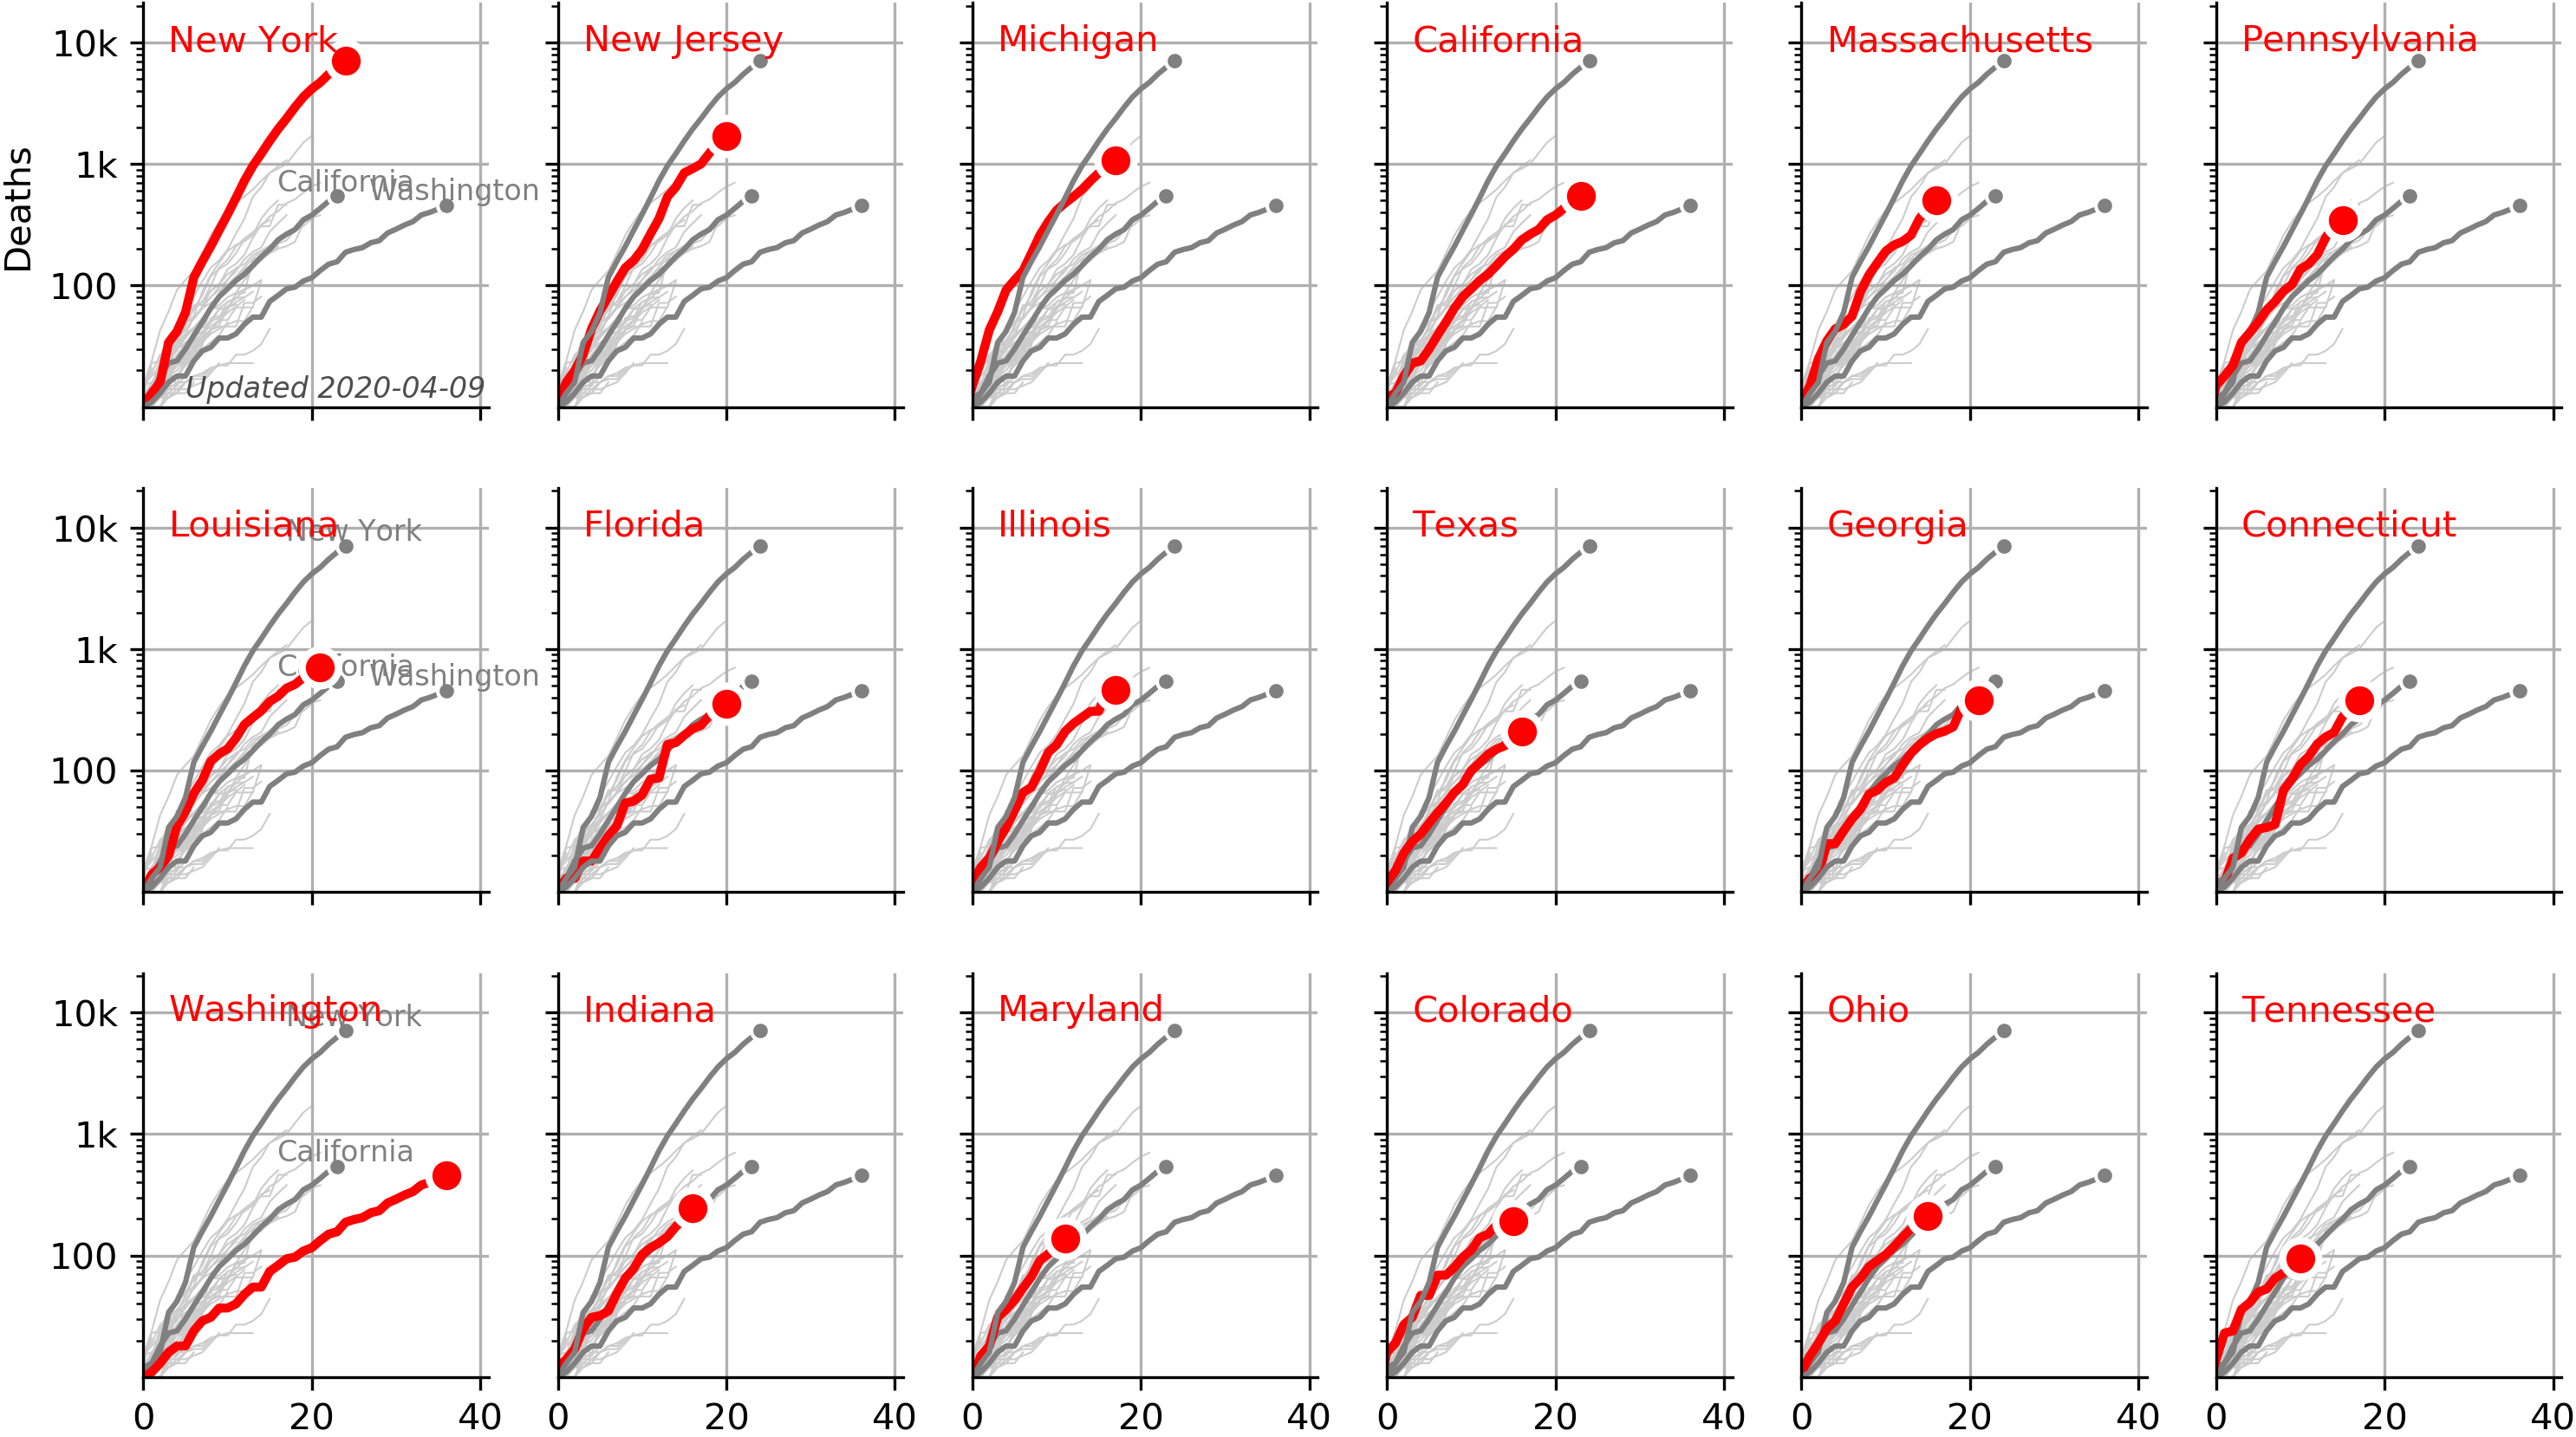 Deaths
New York New Jersey Michigan California Massachusetts Pennsylvania
10k
1k
California Washington
100
Updated 2020-04-09
Louisiana New York Florida Illinois Texas Georgia Connecticut
10k
1k
California Washington
100
Washington New York Indiana Maryland Colorado Ohio Tennessee
10k
1k
California
100
0 20 40 0 20 40 0 20 40 0 20 40 0 20 40 0 20 40